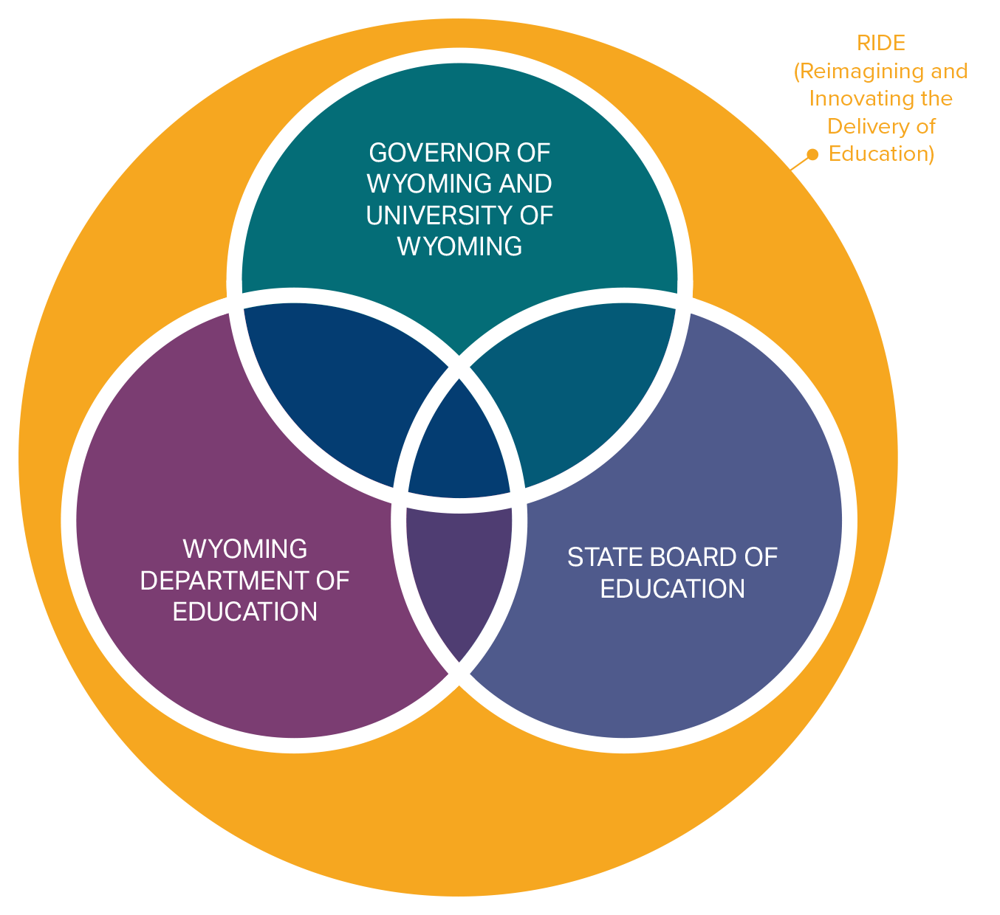 RIDE
(Reimagining and
Innovating the
Delivery of
Education)
GOVERNOR OF
WYOMING AND
UNIVERSITY OF
WYOMING
WYOMING
DEPARTMENT OF
EDUCATION
STATE BOARD OF
EDUCATION